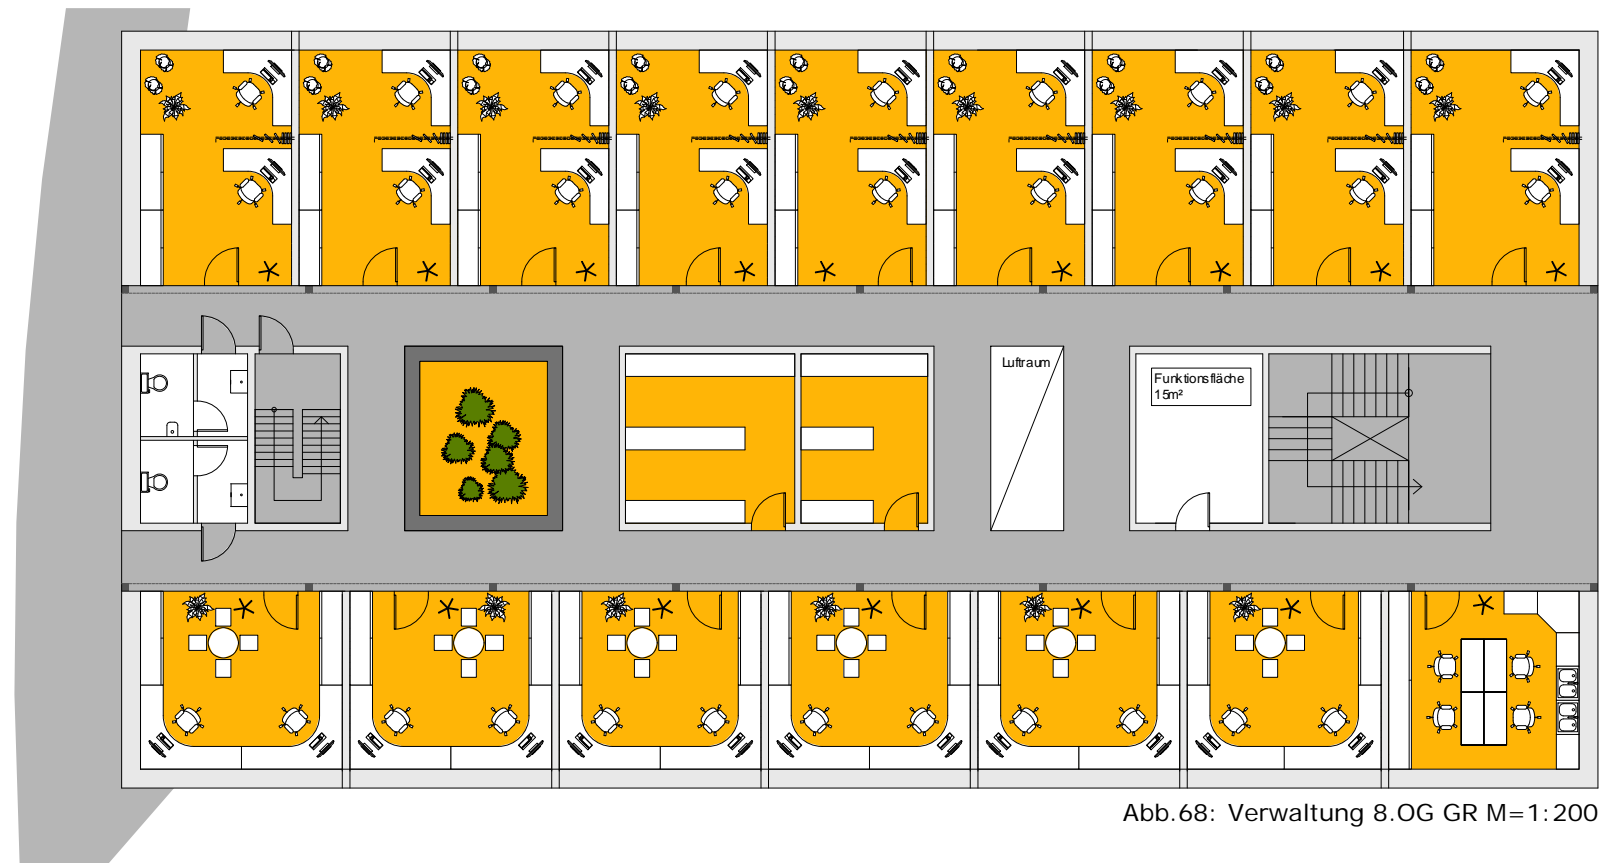 Luftraum
Funktionsfläche
15m²
Abb.68: Verwaltung 8.OG GR M=1:200